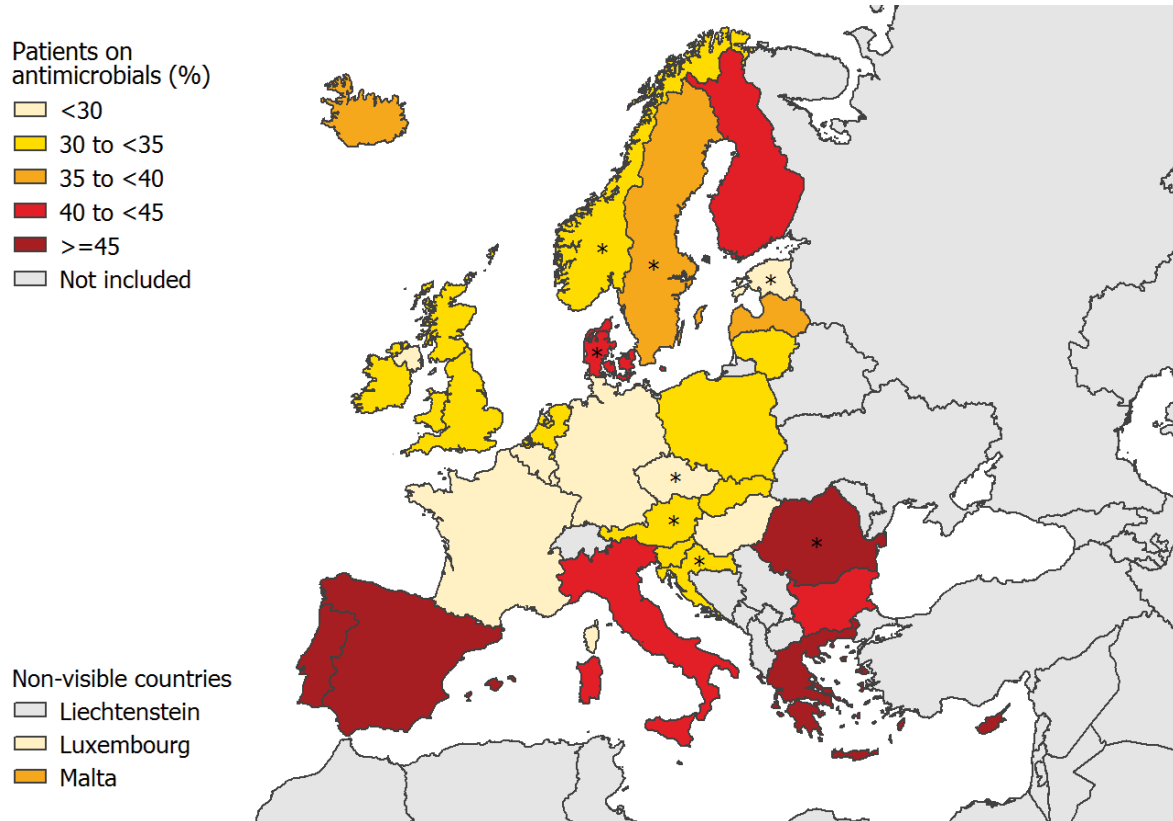 Patients on
antimicrobials (%)
<30
30 to <35
35 to <40
40 to <45
>=45
Not included
*
*
*
*
*
*
*
*
Non-visible countries
Liechtenstein
Luxembourg
Malta